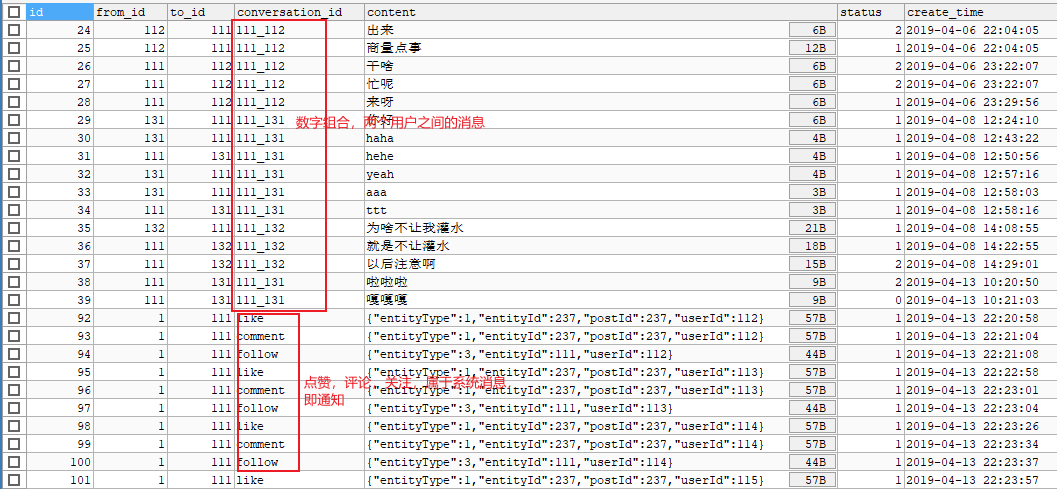 id from_id to_id conversation_id content status create_time
24 112 111 111_112 出来 6B 2 2019-04-06 22:04:05
25 112 111 111_112 商量点事 12B 1 2019-04-06 22:04:05
26 111 112 111_112 干啥 6B 2 2019-04-06 23:22:07
27 111 112 111_112 忙呢 6B 2 2019-04-06 23:22:07
28 111 112 111_112 来呀 6B 1 2019-04-06 23:29:56
29 131 111 111_131 你好 6B 1 2019-04-08 12:24:10
数字组合，两个用户之间的消息
30 131 111 111_131 haha 4B 1 2019-04-08 12:43:22
31 111 131 111_131 hehe 4B 1 2019-04-08 12:50:56
32 131 111 111_131 yeah 4B 1 2019-04-08 12:57:16
33 131 111 111_131 aaa 3B 1 2019-04-08 12:58:03
34 111 131 111_131 ttt 3B 1 2019-04-08 12:58:16
35 132 111 111_132 为啥不让我灌水 21B 1 2019-04-08 14:08:55
36 111 132 111_132 就是不让灌水 18B 1 2019-04-08 14:22:55
37 111 132 111_132 以后注意啊 15B 2 2019-04-08 14:29:01
38 111 131 111_131 啦啦啦 9B 2 2019-04-13 10:20:50
39 111 131 111_131 嘎嘎嘎 9B 0 2019-04-13 10:21:03
92 1 111 like {"entityType":1,"entityId":237,"postId":237,"userId":112} 57B 1 2019-04-13 22:20:58
93 1 111 comment {"entityType":1,"entityId":237,"postId":237,"userId":112} 57B 1 2019-04-13 22:21:04
94 1 111 follow {"entityType":3,"entityId":111,"userId":112} 44B 1 2019-04-13 22:21:08
95 1 111 like {"entityType":1,"entityId":237,"postId":237,"userId":113} 57B 1 2019-04-13 22:22:58
点赞，评论，关注，属于系统消息，
96 1 111 comment {"entityType":1,"entityId":237,"postId":237,"userId":113} 57B 1 2019-04-13 22:23:01
即通知
97 1 111 follow {"entityType":3,"entityId":111,"userId":113} 44B 1 2019-04-13 22:23:04
98 1 111 like {"entityType":1,"entityId":237,"postId":237,"userId":114} 57B 1 2019-04-13 22:23:26
99 1 111 comment {"entityType":1,"entityId":237,"postId":237,"userId":114} 57B 1 2019-04-13 22:23:34
100 1 111 follow {"entityType":3,"entityId":111,"userId":114} 44B 1 2019-04-13 22:23:37
101 1 111 like {"entityType":1,"entityId":237,"postId":237,"userId":115} 57B 1 2019-04-13 22:23:57